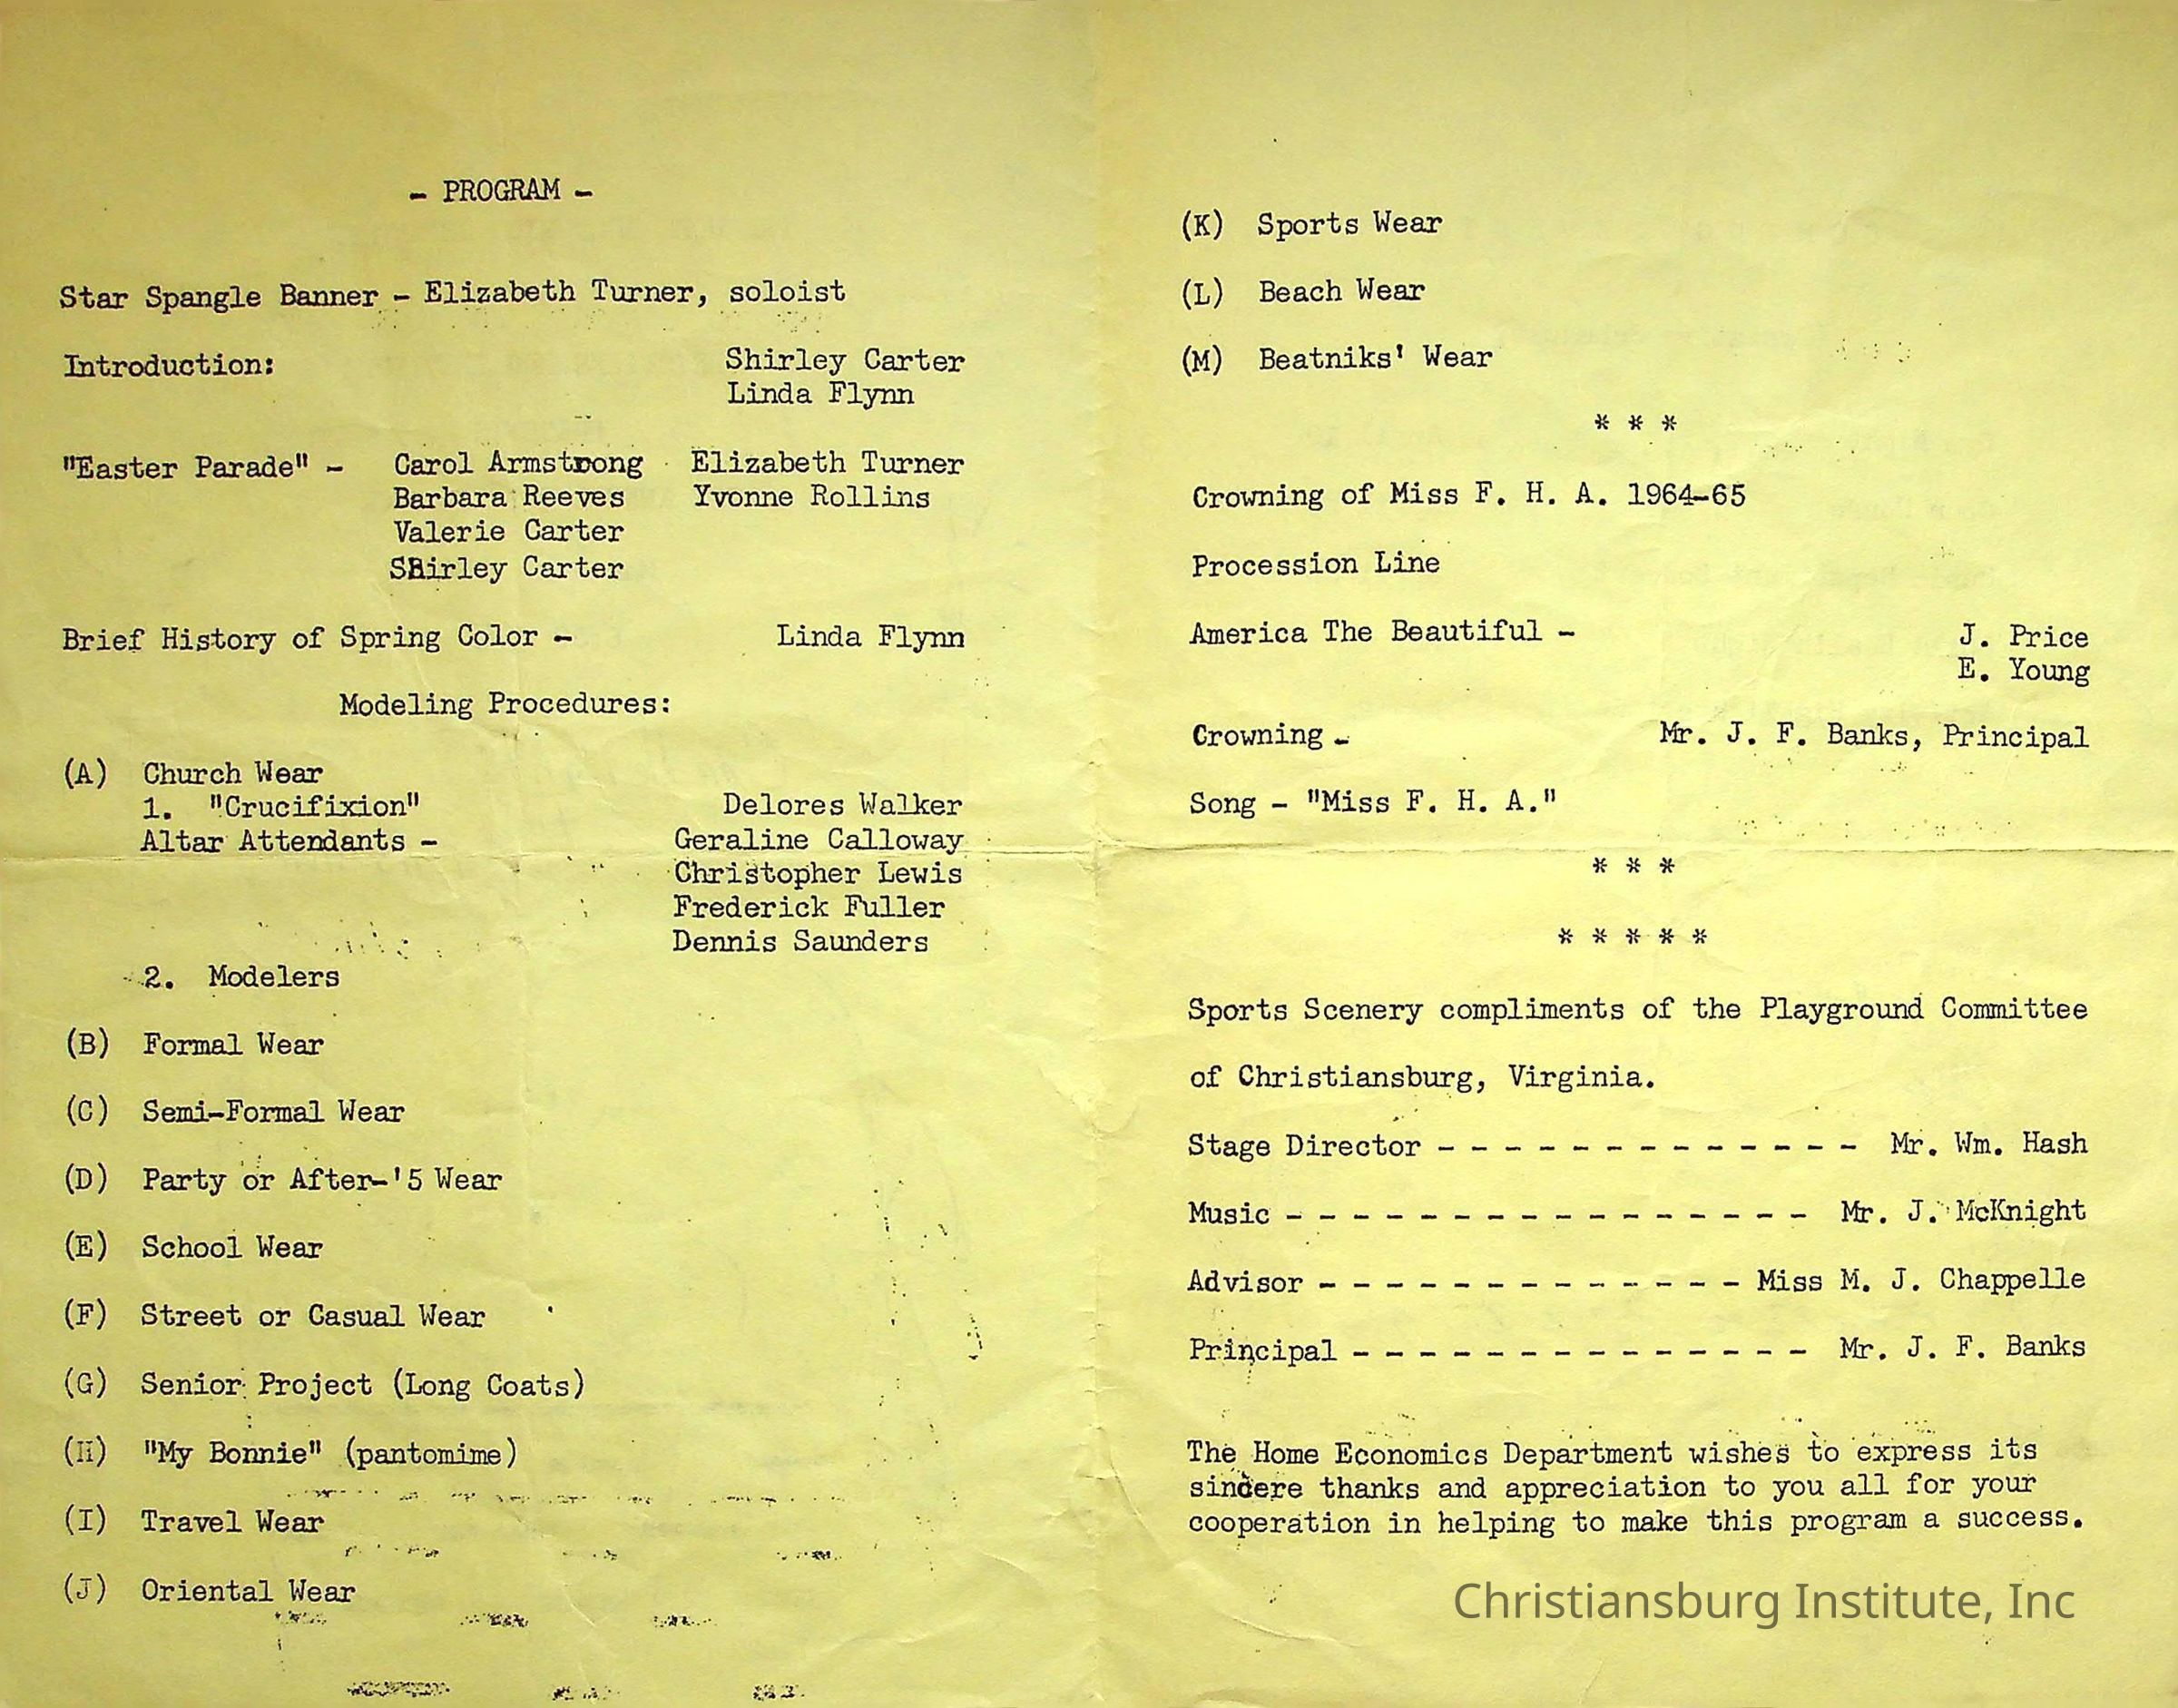 - PROGRAM -
Star Spangle Banner - Elizabeth Turner, soloist
Introduction: Shirley Carter
Linda Flynn
"Easter Parade" - Carol Armstrong Elizabeth Turner
Barbara Reeves Yvonne Rollins
Valerie Carter
Shirley Carter
Brief History of Spring Color - Linda Flynn
Modeling Procedures:
(A) Church Wear
1. "Crucifixion" Delores Walker
Altar Attendants - Geraline Calloway
Christopher Lewis
Frederick Fuller
Dennis Saunders
2. Modelers
(B) Formal Wear
(C) Semi-Formal Wear
(D) Party or After-'5 Wear
(E) School Wear
(F) Street or Casual Wear
(G) Senior Project (Long Coats)
(H) "My Bonnie" (pantomime)
(I) Travel Wear
(J) Oriental Wear
(K) Sports Wear
(L) Beach Wear
(M) Beatniks' Wear
* * *
Crowning of Miss F. H. A. 1964-65
Procession Line
America The Beautiful - J. Price
E. Young
Crowning - Mr. J. F. Banks, Principal
Song - "Miss F. H. A."
* * *
* * * * *
Sports Scenery compliments of the Playground Committee
of Christiansburg, Virginia.
Stage Director - - - - - - - - - - - - - Mr. Wm. Hash
Music - - - - - - - - - - - - - - - - Mr. J. McKnight
Advisor - - - - - - - - - - - - - Miss M. J. Chappelle
Principal - - - - - - - - - - - - - - Mr. J. F. Banks
The Home Economics Department wishes to express its
sincere thanks and appreciation to you all for your
cooperation in helping to make this program a success.
Christiansburg Institute, Inc